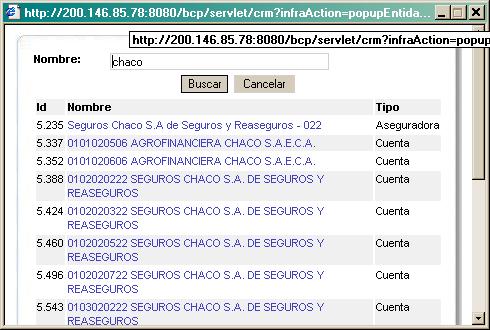 http://200.146.85.78:8080/bcp/servlet/crm?infraAction=popupEntida...
http://200.146.85.78:8080/bcp/servlet/crm?infraAction=popup
Nombre: chaco
Buscar Cancelar
Id Nombre Tipo
5.235 Seguros Chaco S.A de Seguros y Reaseguros - 022 Aseguradora
5.337 0101020506 AGROFINANCIERA CHACO S.A.E.C.A. Cuenta
5.352 0101020606 AGROFINANCIERA CHACO S.A.E.C.A. Cuenta
5.388 0102020222 SEGUROS CHACO S.A. DE SEGUROS Y Cuenta
REASEGUROS
5.424 0102020322 SEGUROS CHACO S.A. DE SEGUROS Y Cuenta
REASEGUROS
5.460 0102020522 SEGUROS CHACO S.A. DE SEGUROS Y Cuenta
REASEGUROS
5.496 0102020722 SEGUROS CHACO S.A. DE SEGUROS Y Cuenta
REASEGUROS
5.543 0103020222 SEGUROS CHACO S.A. DE SEGUROS Y Cuenta
REASEGUROS